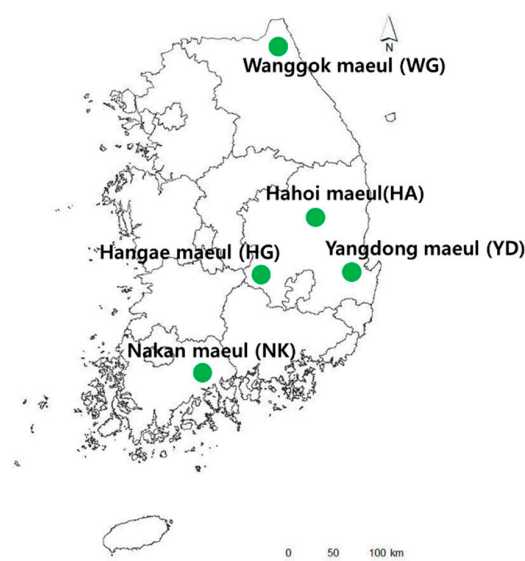 N
Wanggok maeul (WG)
Hahoi maeul(HA)
Hangae maeul (HG)
Yangdong maeul (YD)
Nakan maeul (NK)
0 50 100 km